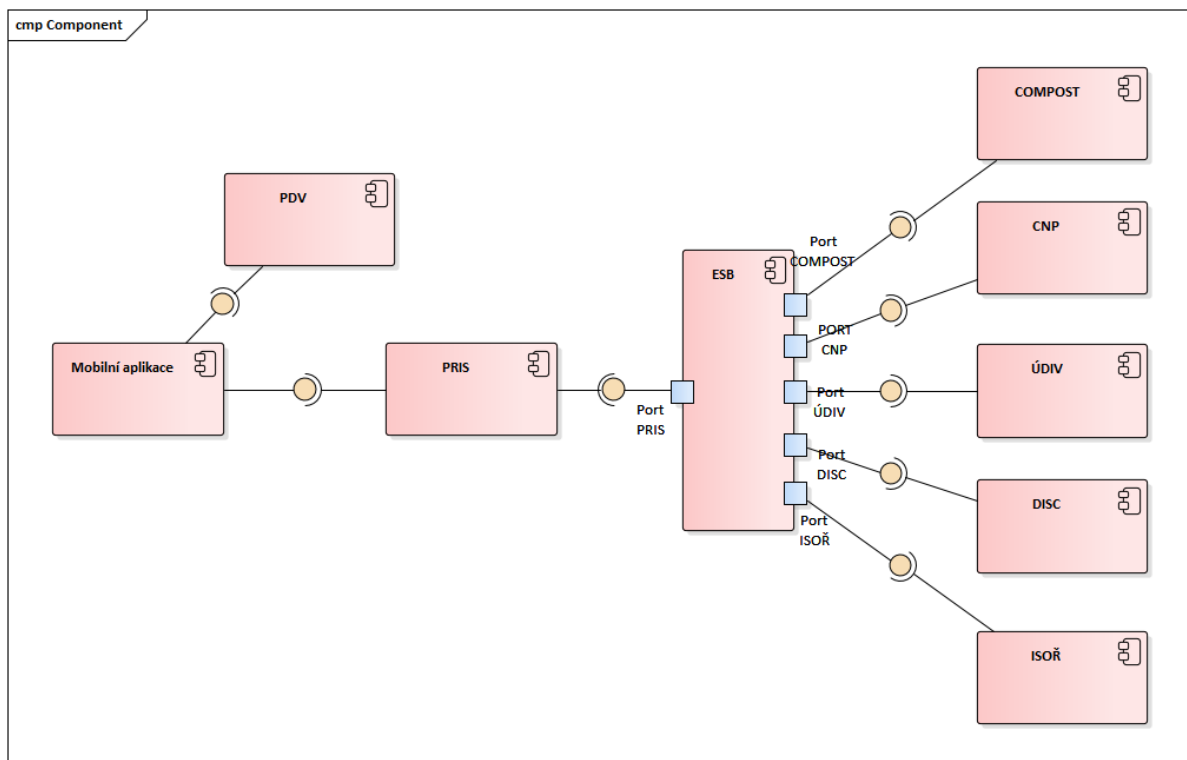 cmp Component
COMPOST
PDV
CNP
Port
COMPOST
ESB
PORT
CNP
Mobilní aplikace
PRIS
ÚDIV
Port
PRIS
Port
ÚDIV
Port
DISC
DISC
Port
ISOŘ
ISOŘ